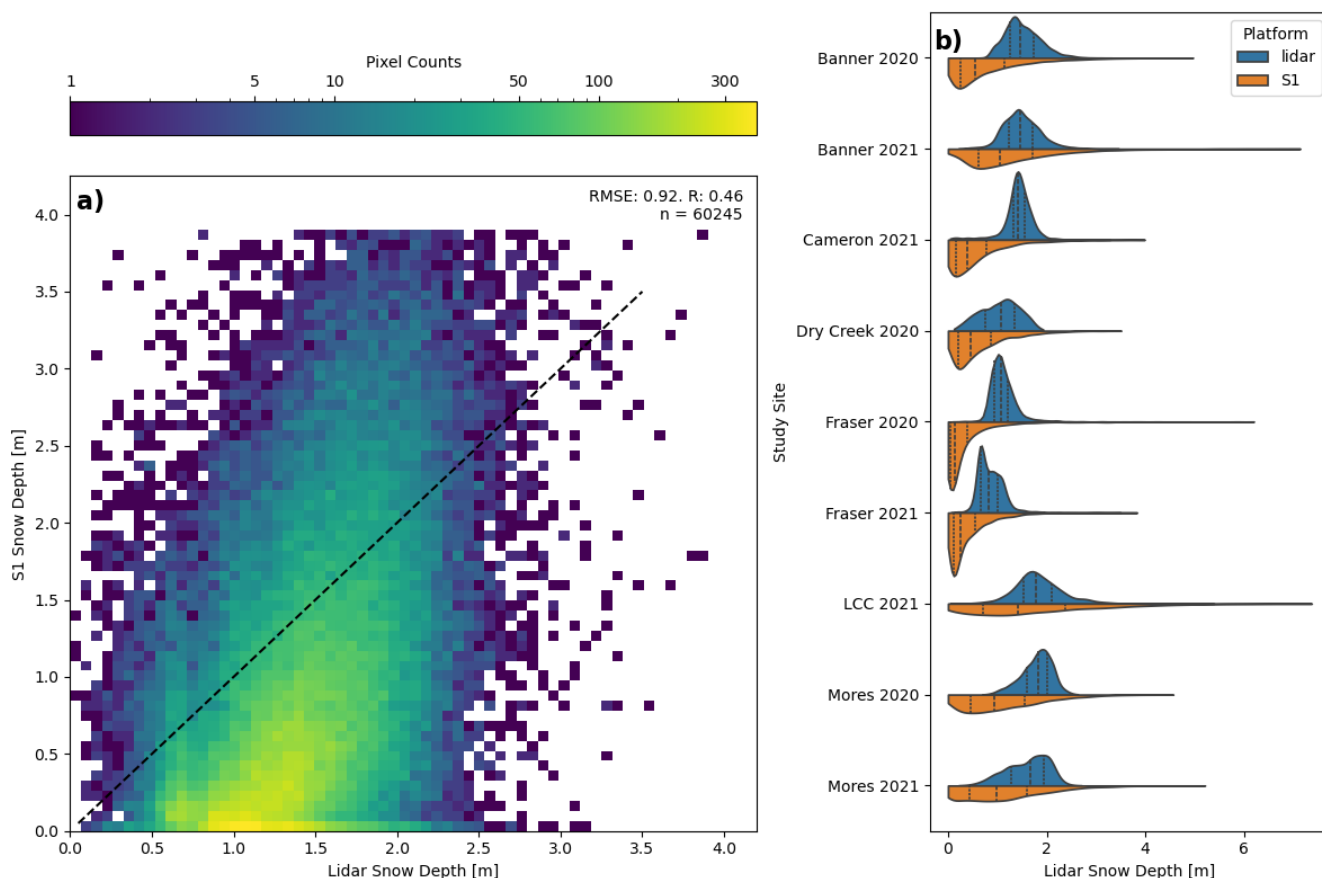 Pixel Counts
1 5 10 50 100 300
a)
RMSE: 0.92. R: 0.46
n = 60245
4.0
3.5
3.0
2.5
2.0
1.5
1.0
0.5
0.0
S1 Snow Depth [m]
0.0 0.5 1.0 1.5 2.0 2.5 3.0 3.5 4.0
Lidar Snow Depth [m]
b)
Platform
lidar
S1
Study Site
Banner 2020
Banner 2021
Cameron 2021
Dry Creek 2020
Fraser 2020
Fraser 2021
LCC 2021
Mores 2020
Mores 2021
0 2 4 6
Lidar Snow Depth [m]